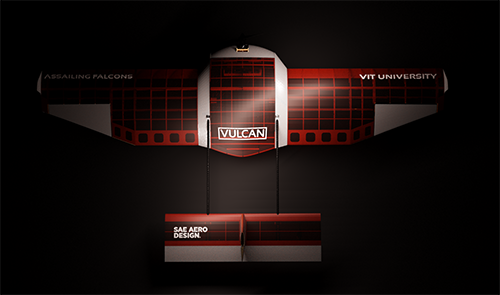 ASSAILING FALCONS
VIT UNIVERSITY
VULCAN
SAE AERO
DESIGN.